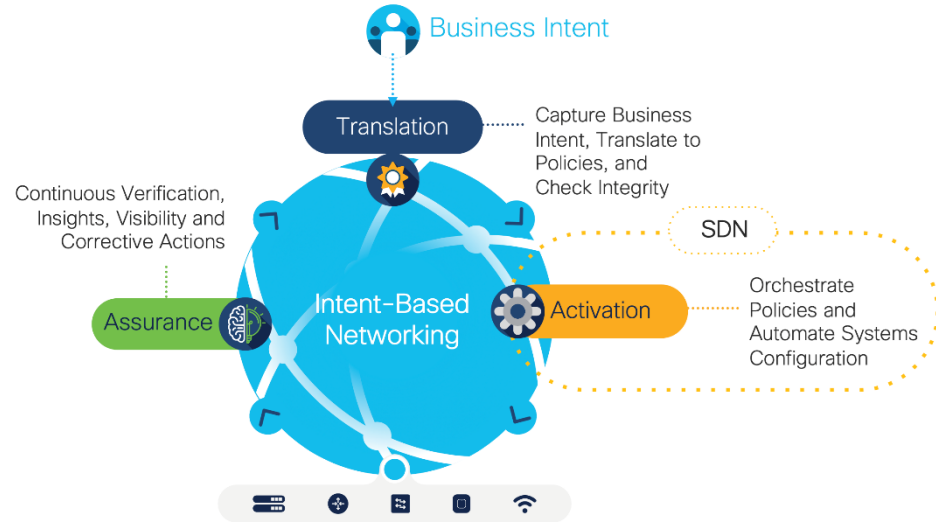 Business Intent
Translation
Capture Business
Intent, Translate to
Policies, and
Check Integrity
Continuous Verification,
Insights, Visibility and
Corrective Actions
SDN
Assurance
Intent-Based
Networking
Activation
Orchestrate
Policies and
Automate Systems
Configuration